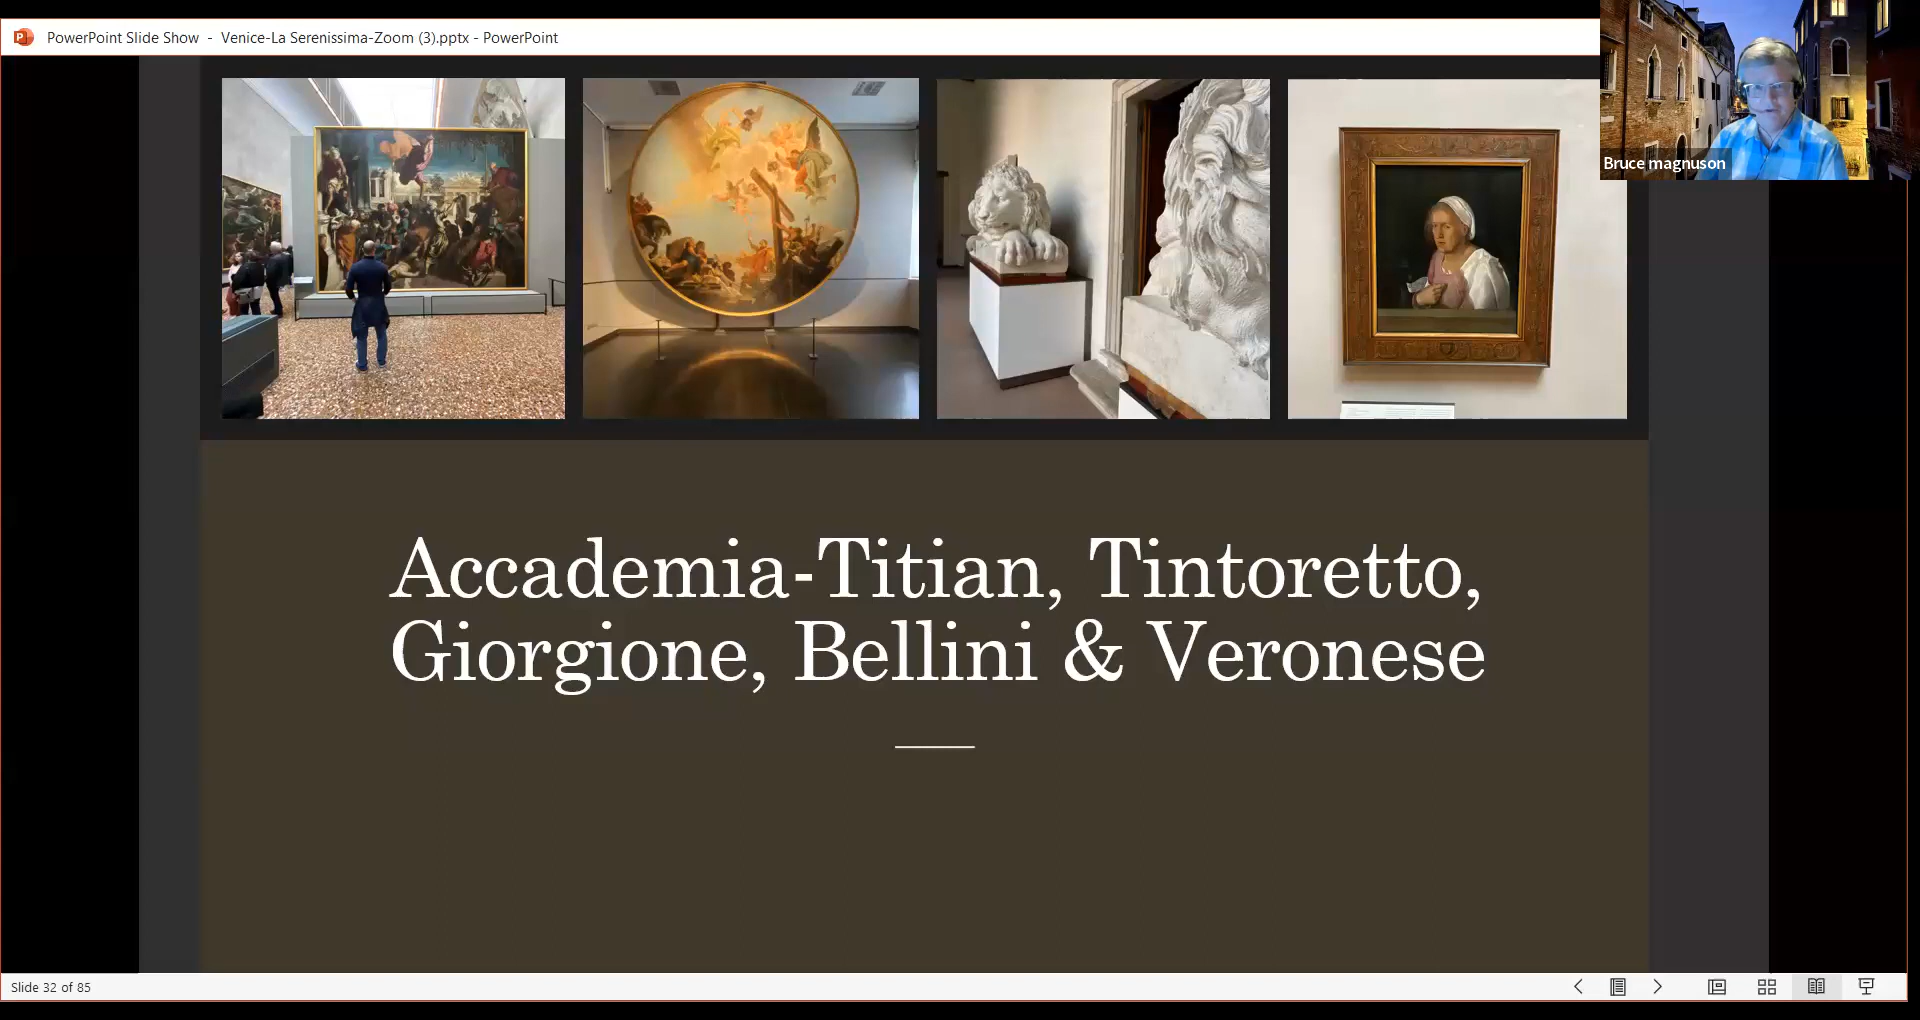 PowerPoint Slide Show - Venice-La Serenissima-Zoom (3).pptx - PowerPoint
Bruce magnuson
Accademia-Titian, Tintoretto,
Giorgione, Bellini & Veronese
Slide 32 of 85